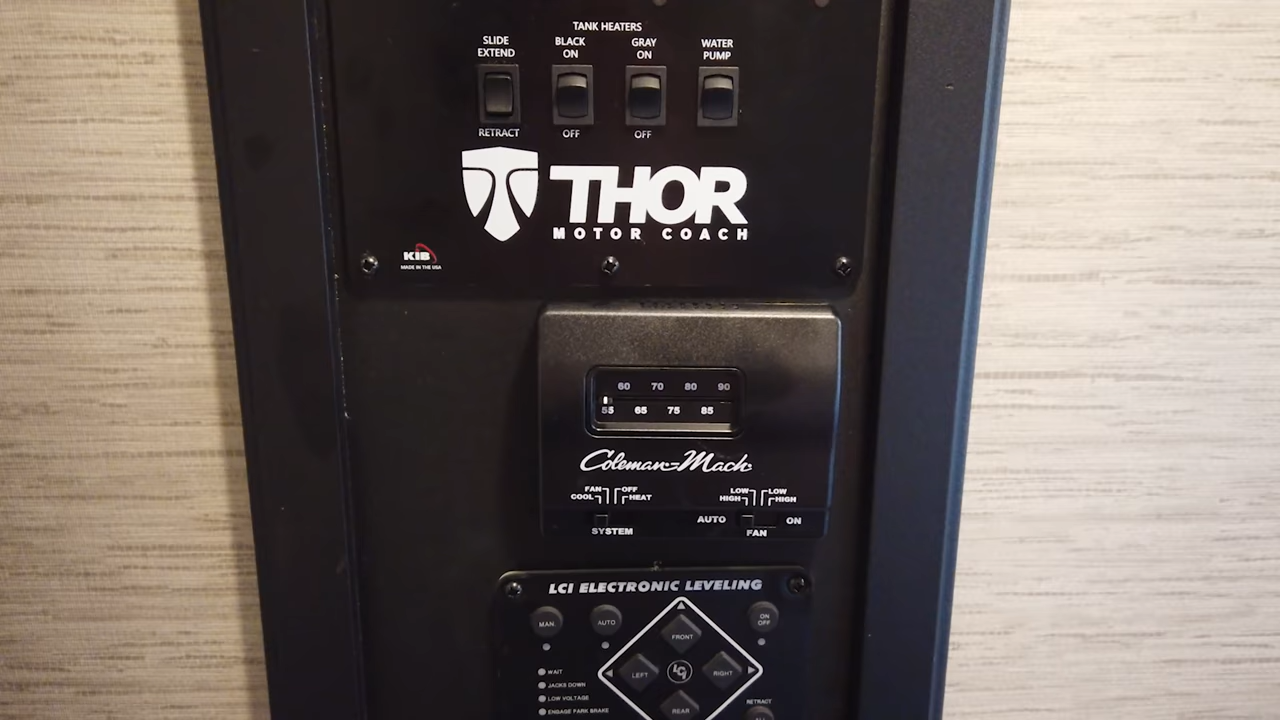 TANK HEATERS
SLIDE
EXTEND
BLACK
ON
GRAY
ON
WATER
PUMP
RETRACT
OFF
OFF
THOR
MOTOR COACH
KIB
MADE IN THE USA
60 70 80 90
55 65 75 85
Coleman-Mach
FAN OFF
COOL HEAT
LOW LOW
HIGH HIGH
SYSTEM
AUTO ON
FAN
LCI ELECTRONIC LEVELING
MAN.
AUTO
ON
OFF
FRONT
LEFT
LCI
RIGHT
REAR
WAIT
JACKS DOWN
LOW VOLTAGE
ENGAGE PARK BRAKE
RETRACT